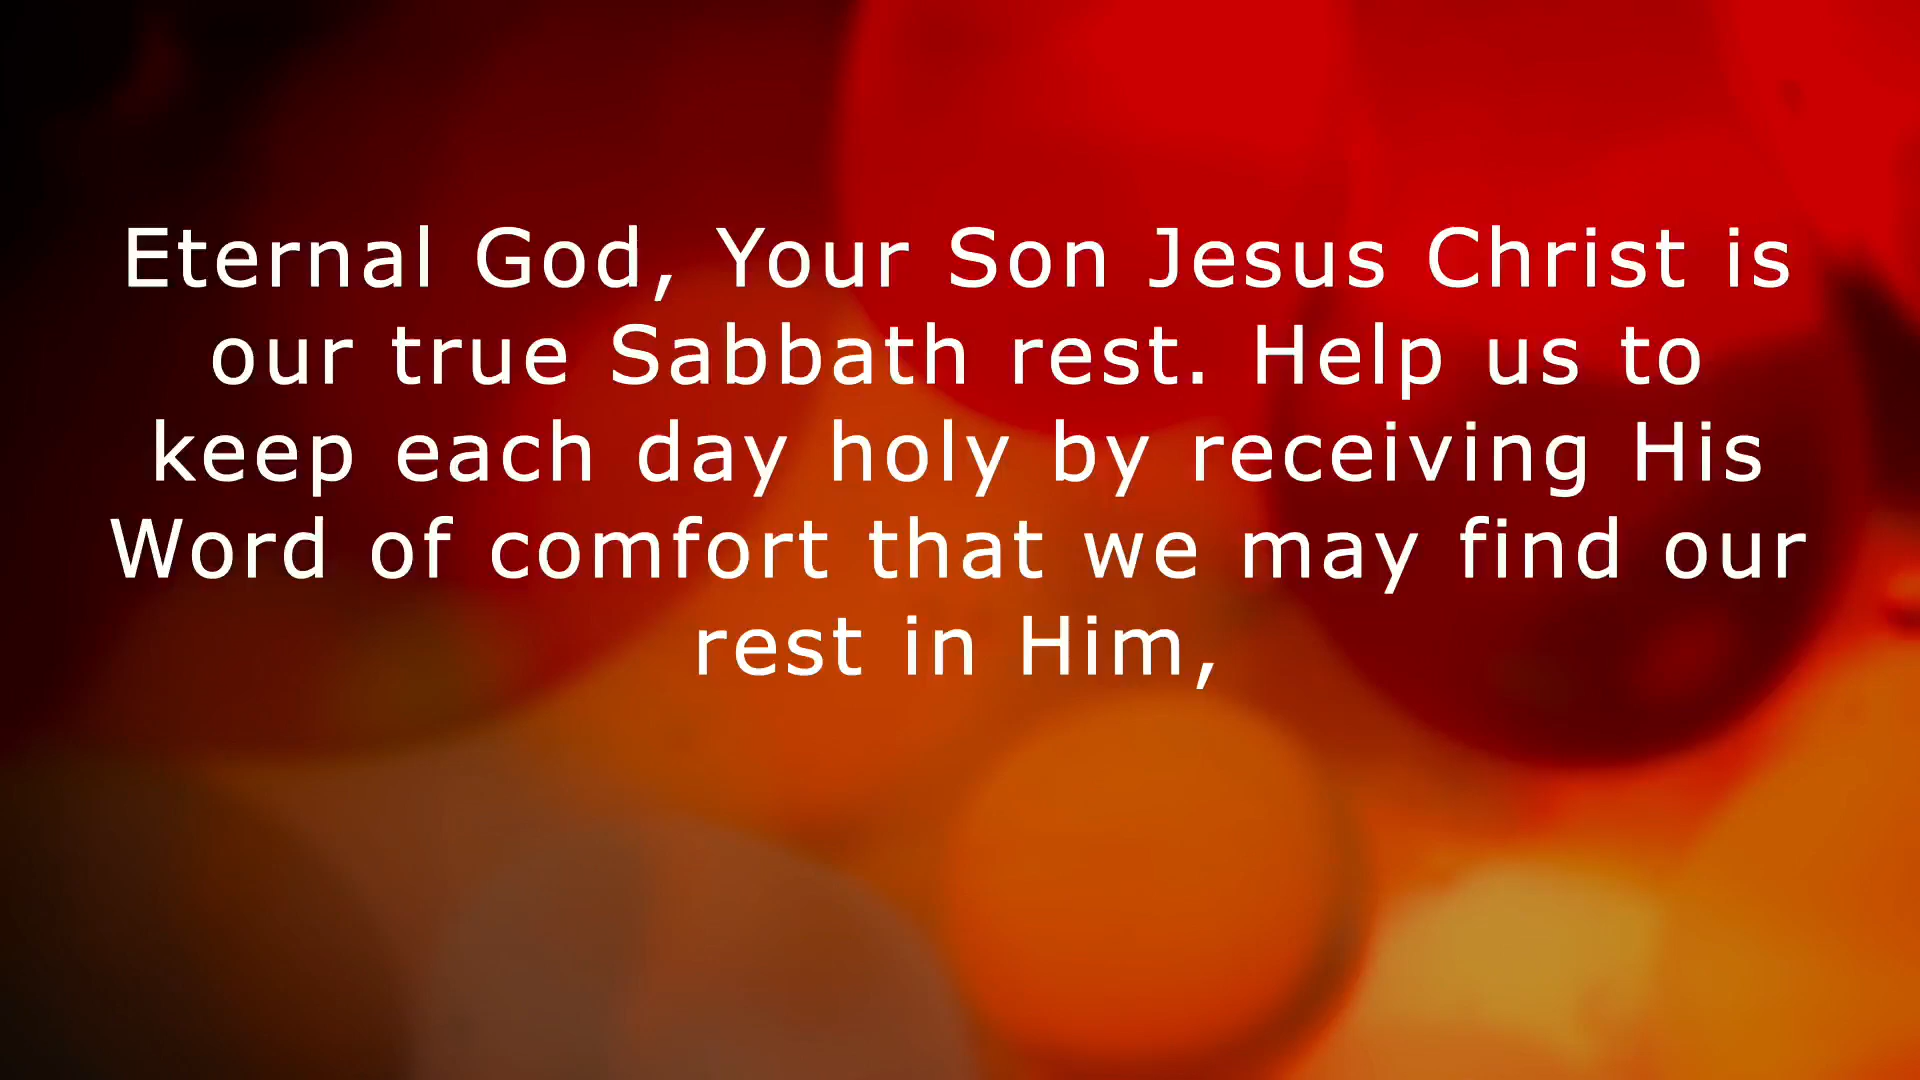 Eternal God, Your Son Jesus Christ is
our true Sabbath rest. Help us to
keep each day holy by receiving His
Word of comfort that we may find our
rest in Him,